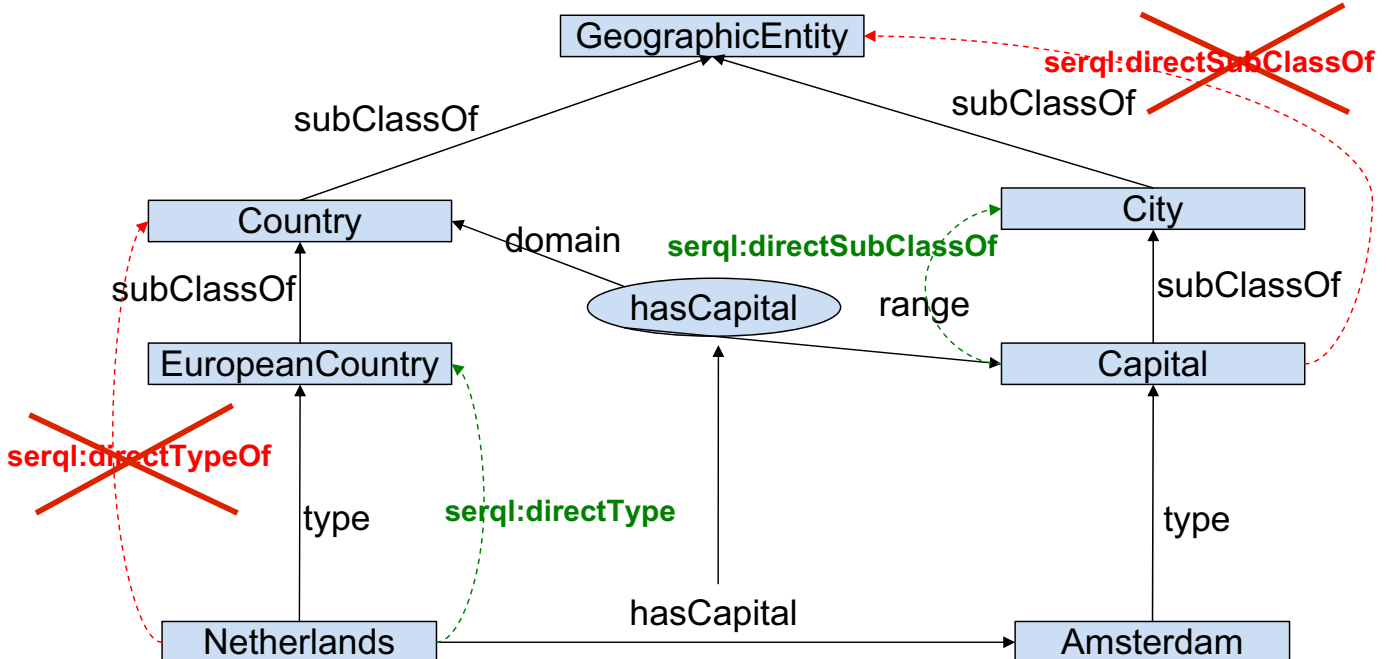 GeographicEntity
serql:directSubClassOf
subClassOf
subClassOf
Country
City
domain
serql:directSubClassOf
subClassOf
hasCapital
range
subClassOf
EuropeanCountry
Capital
serql:directTypeOf
serql:directType
type
type
hasCapital
Netherlands
Amsterdam